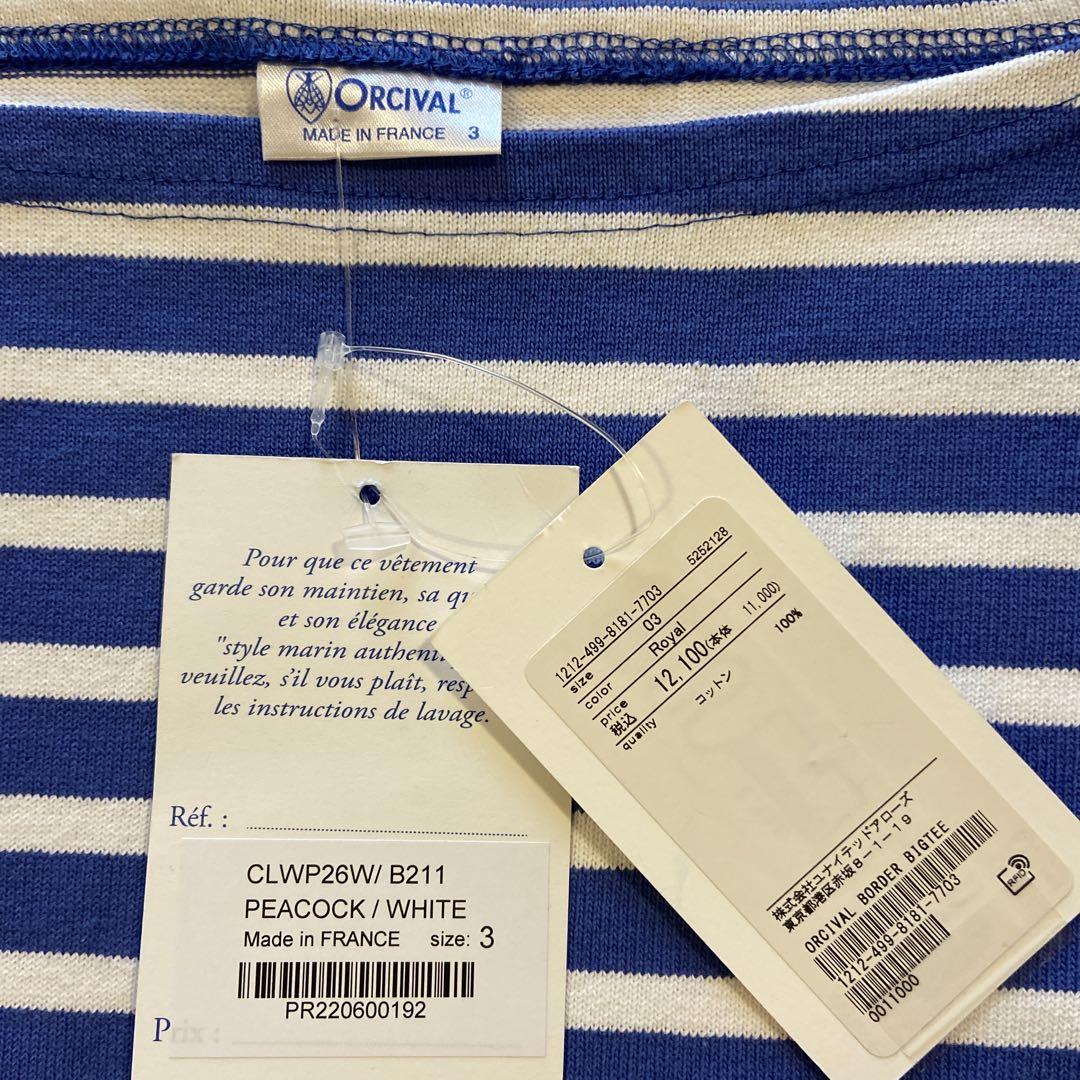 ORCIVAL®
MADE IN FRANCE 3
Pour que ce vêtement
garde son maintien, sa
et son élégance
"style marin
veuillez, s'il vous plaît,
les instructions de lavage.
Réf. :
CLWP26W/ B211
PEACOCK / WHITE
Made in FRANCE size: 3
PR220600192
Prix :
1212-499-8181-7703 5252128
size 03
color Royal
price
税込 12,100(本体 11,000)
quality コットン 100%
株式会社ユナイテッドアローズ
東京都港区赤坂8-1-19
ORCIVAL BORDER BIGTEE
1212-499-8181-7703
0011000
RFID